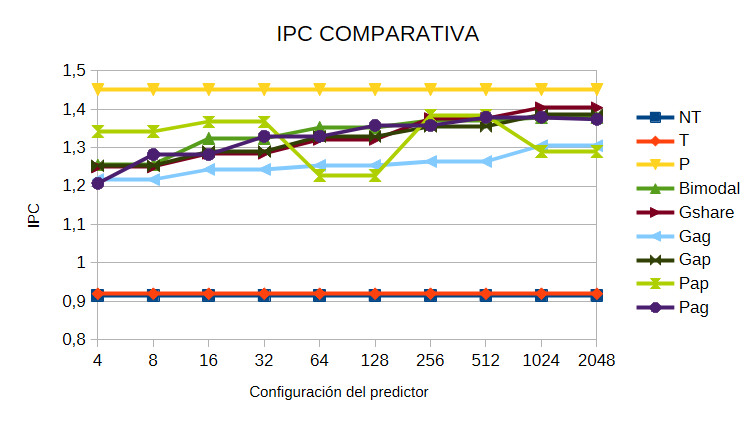 IPC COMPARATIVA
1,5
1,4
1,3
1,2
1,1
1
0,9
0,8
IPC
4 8 16 32 64 128 256 512 1024 2048
Configuración del predictor
NT
T
P
Bimodal
Gshare
Gag
Gap
Pap
Pag